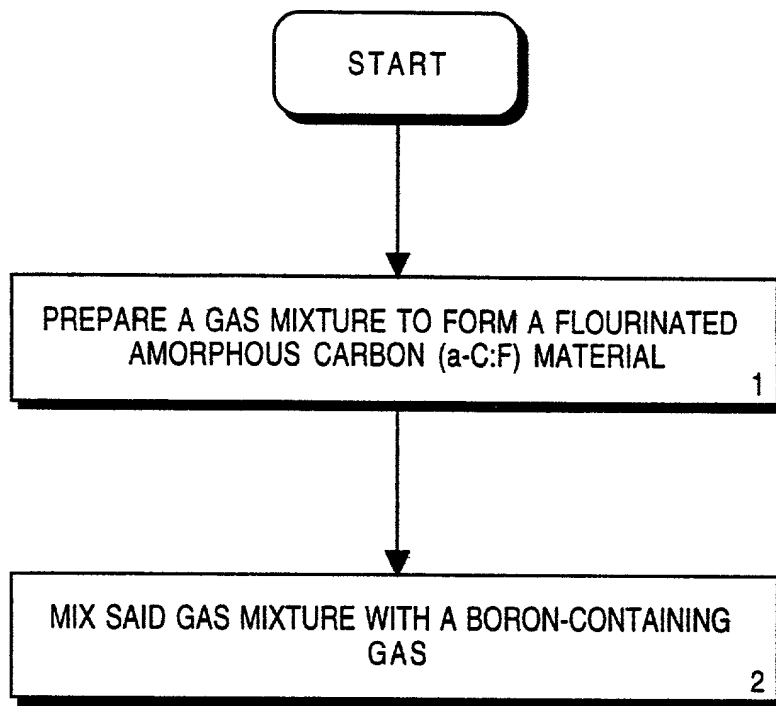 START
PREPARE A GAS MIXTURE TO FORM A FLOURINATED
AMORPHOUS CARBON (a-C:F) MATERIAL
1
MIX SAID GAS MIXTURE WITH A BORON-CONTAINING
GAS
2